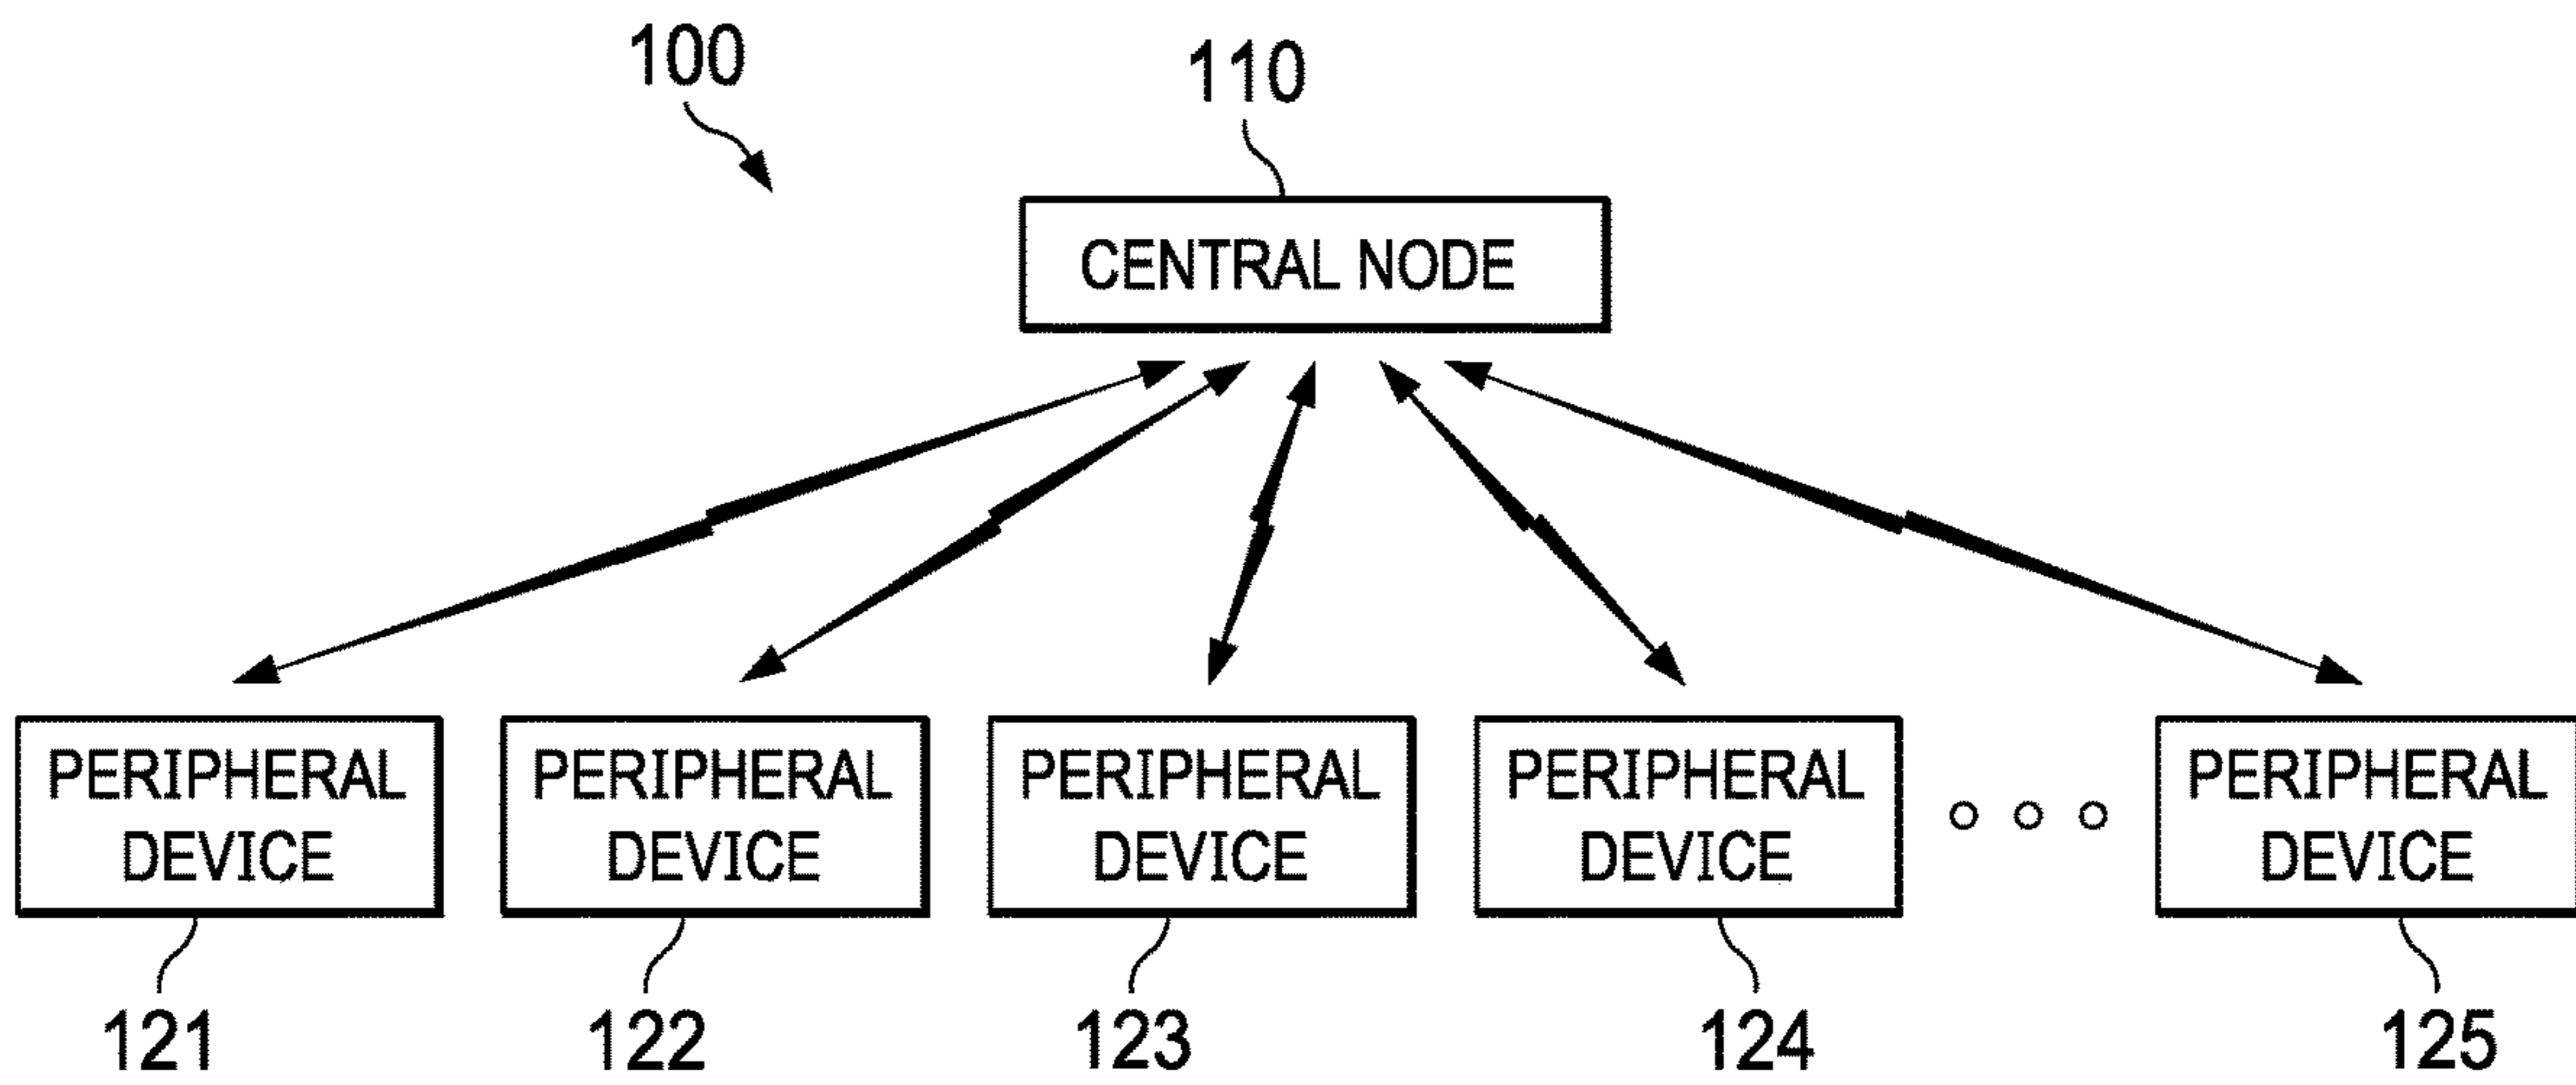 100
110
CENTRAL NODE
PERIPHERAL
DEVICE
PERIPHERAL
DEVICE
PERIPHERAL
DEVICE
PERIPHERAL
DEVICE
PERIPHERAL
DEVICE
121
122
123
124
125